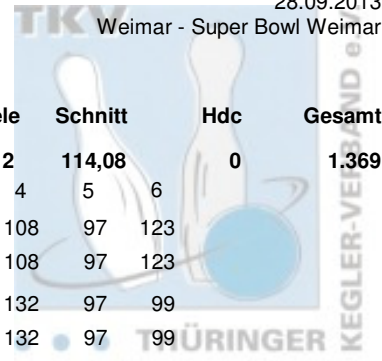 28.09.2013
Weimar - Super Bowl Weimar
ele Schnitt Hdc Gesamt
2 114,08 0 1.369
4 5 6
108 97 123
108 97 123
132 97 99
132 97 99
TKV
THÜRINGER KEGLER-VERBAND e.V.